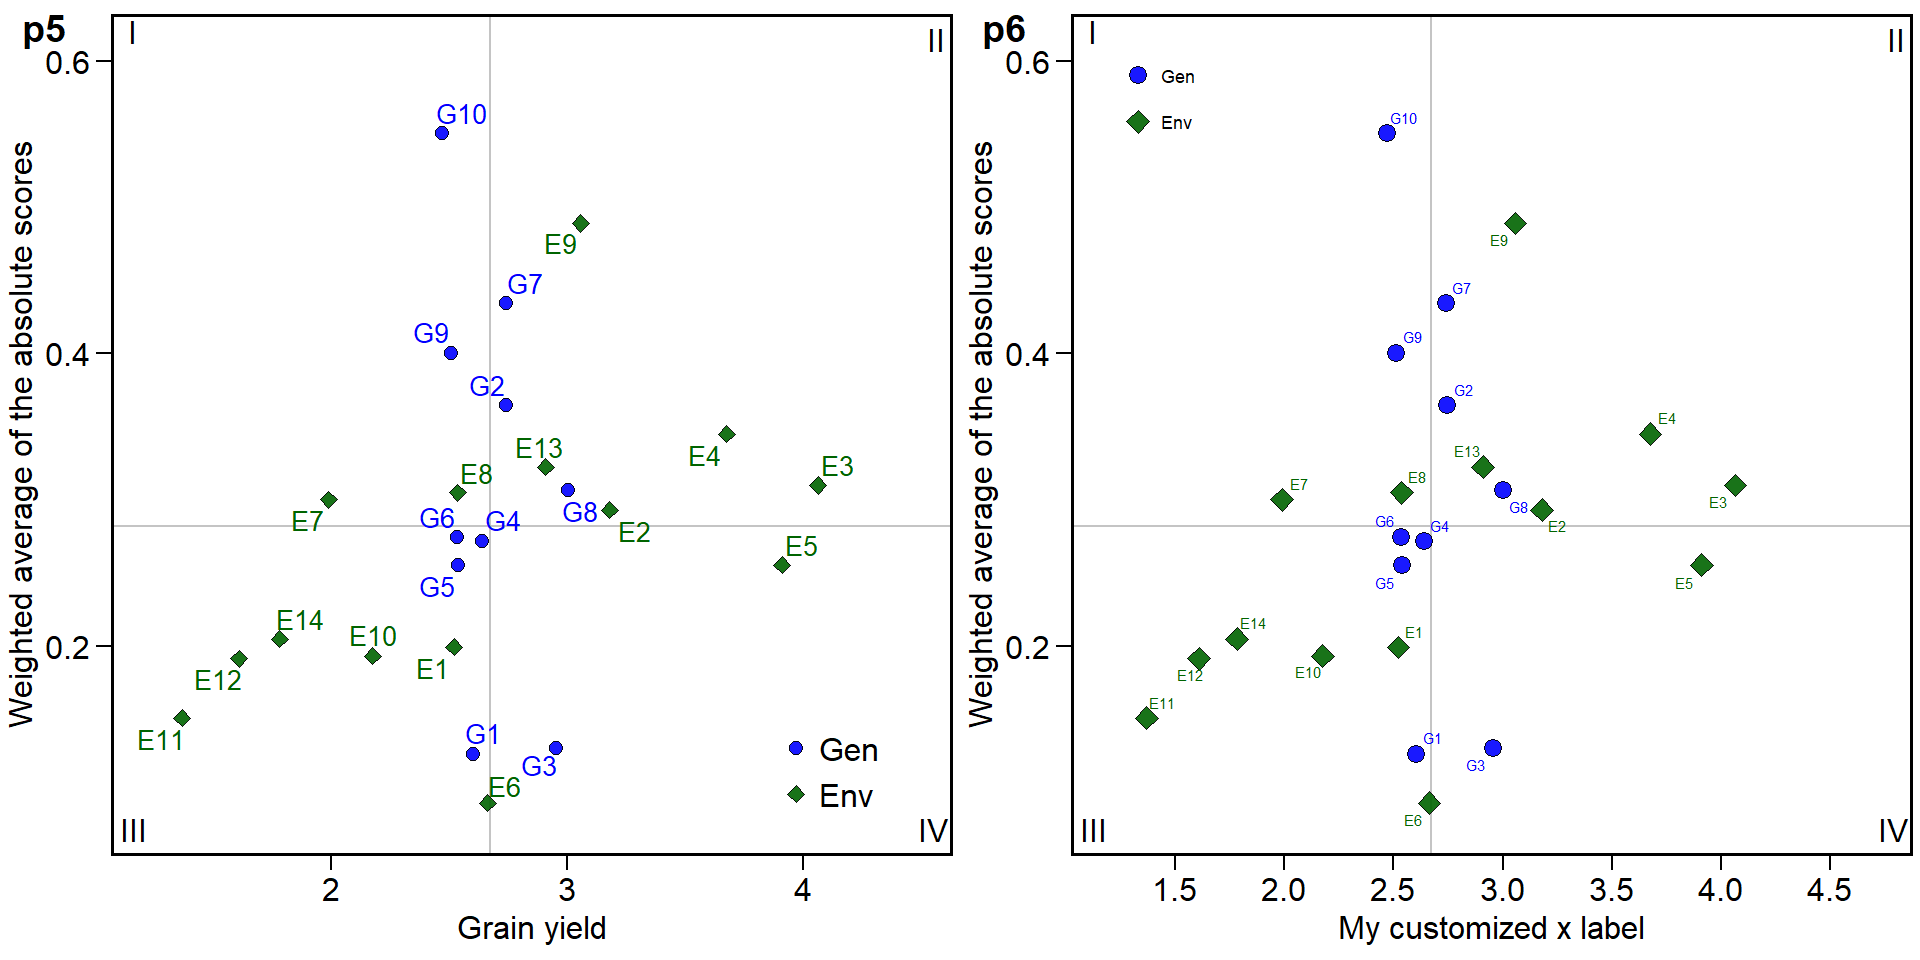 p5
I
II
0.6
G10
E9
G7
G9
0.4
G2
E13
E4
E3
E8
E7
G6
G4
G8
E2
E5
G5
E14
E10
0.2
E1
E12
E11
G1
G3
E6
Gen
Env
III
IV
2
3
4
Grain yield
Weighted average of the absolute scores
p6
I
II
0.6
Gen
Env
G10
E9
G7
G9
0.4
G2
E4
E13
E8
E7
E3
G8
G6
G4
E2
E5
G5
E14
E1
0.2
E12
E10
E11
G1
G3
E6
III
IV
1.5
2.0
2.5
3.0
3.5
4.0
4.5
My customized x label
Weighted average of the absolute scores